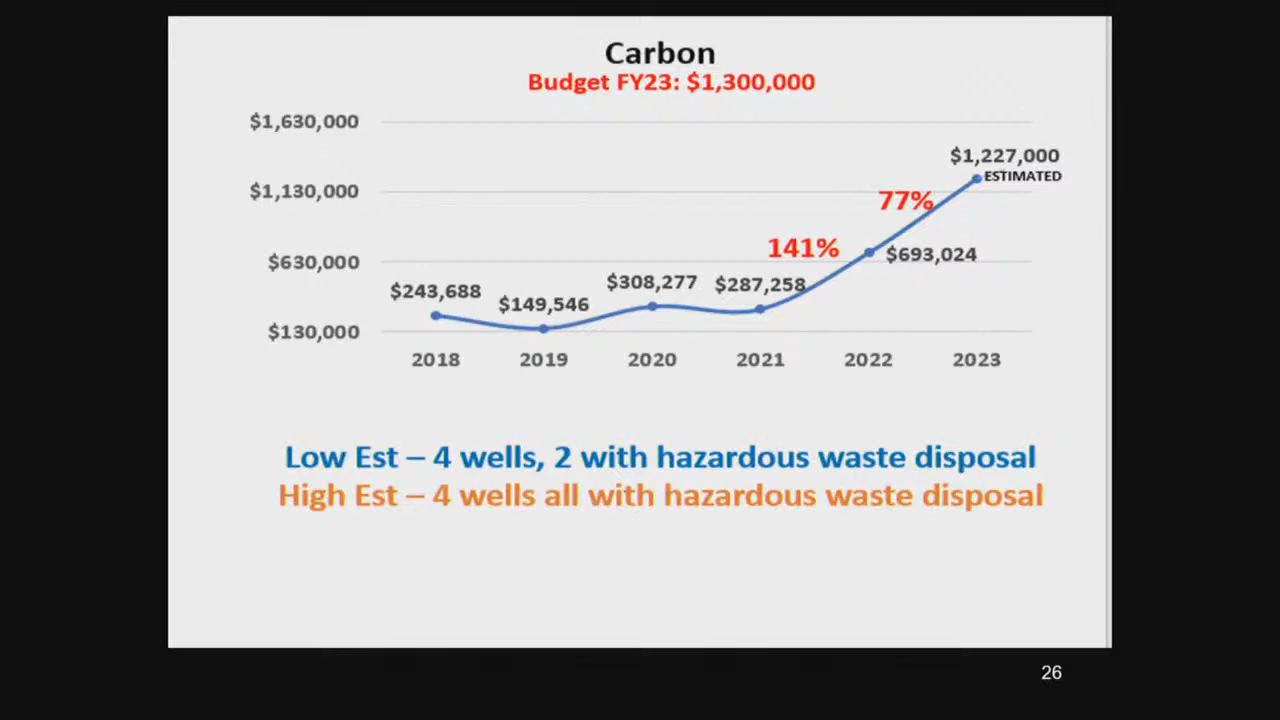 Carbon
Budget FY23: $1,300,000
$1,630,000
$1,227,000
ESTIMATED
$1,130,000
77%
141%
$630,000
$693,024
$243,688
$149,546
$308,277
$287,258
$130,000
2018 2019 2020 2021 2022 2023
Low Est – 4 wells, 2 with hazardous waste disposal
High Est – 4 wells all with hazardous waste disposal
26